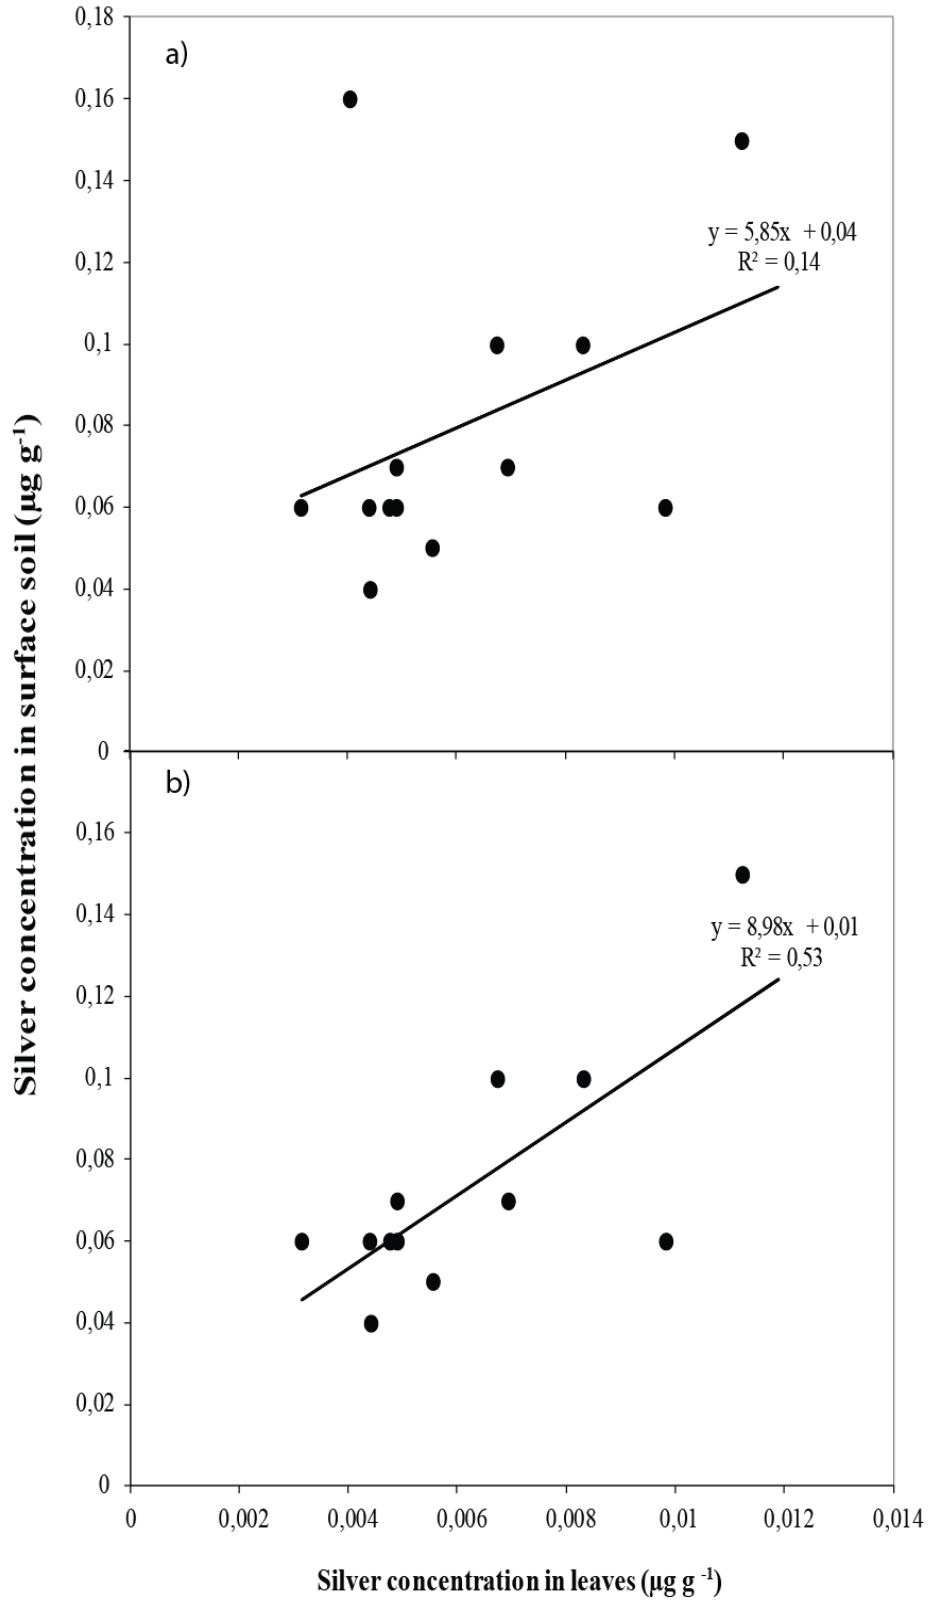 Silver concentration in surface soil (µg g-1)
a)
0,18
0,16
0,14
0,12
0,1
0,08
0,06
0,04
0,02
0
y = 5,85x + 0,04
R² = 0,14
b)
0,16
0,14
0,12
0,1
0,08
0,06
0,04
0,02
0
y = 8,98x + 0,01
R² = 0,53
0 0,002 0,004 0,006 0,008 0,01 0,012 0,014
Silver concentration in leaves (µg g -1)